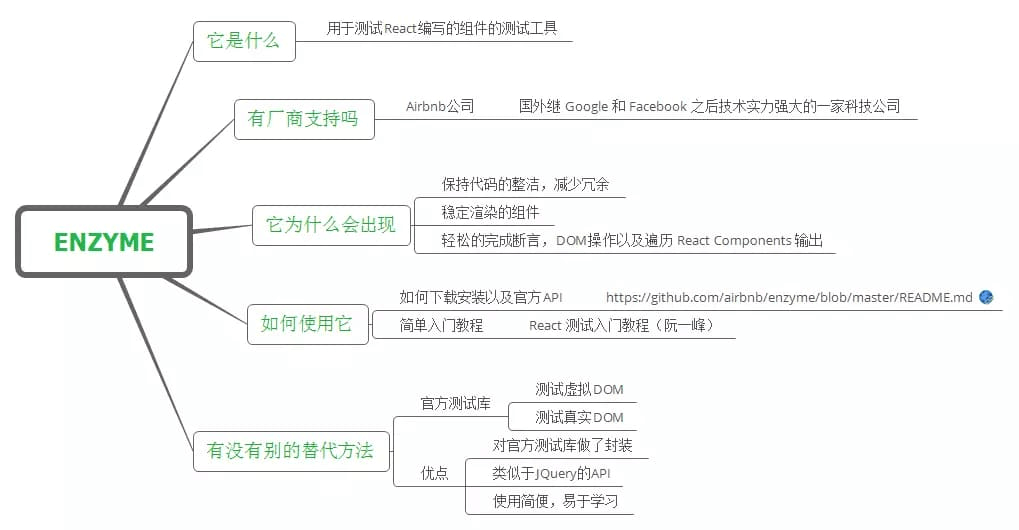 ENZYME
它是什么
用于测试React编写的组件的测试工具
有厂商支持吗
Airbnb公司
国外继 Google 和 Facebook 之后技术实力强大的一家科技公司
它为什么会出现
保持代码的整洁，减少冗余
稳定渲染的组件
轻松的完成断言，DOM操作以及遍历 React Components 输出
如何使用它
如何下载安装以及官方API
https://github.com/airbnb/enzyme/blob/master/README.md
简单入门教程
React 测试入门教程（阮一峰）
有没有别的替代方法
官方测试库
测试虚拟DOM
测试真实DOM
优点
对官方测试库做了封装
类似于JQuery的API
使用简便，易于学习